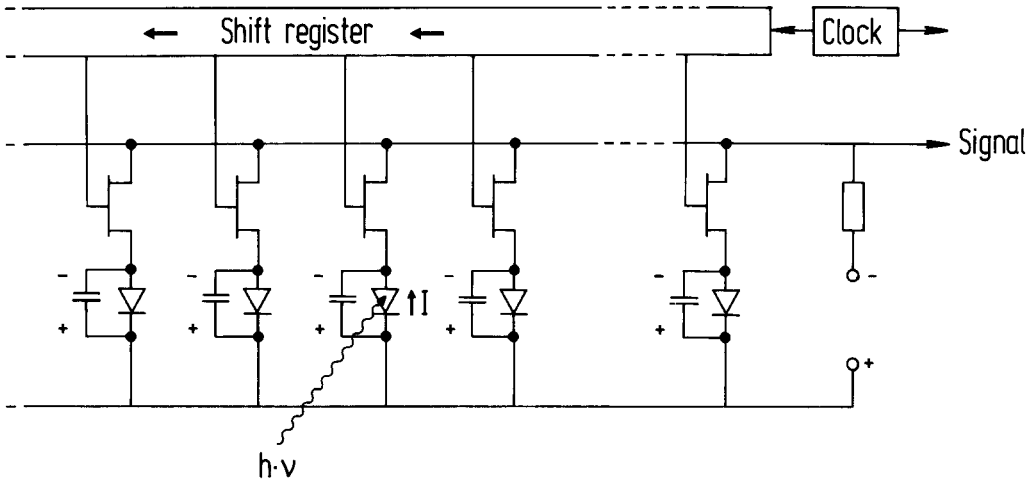 ← Shift register ←
Clock
Signal
- - - - -
I
-
+ + + + +
+
h·ν